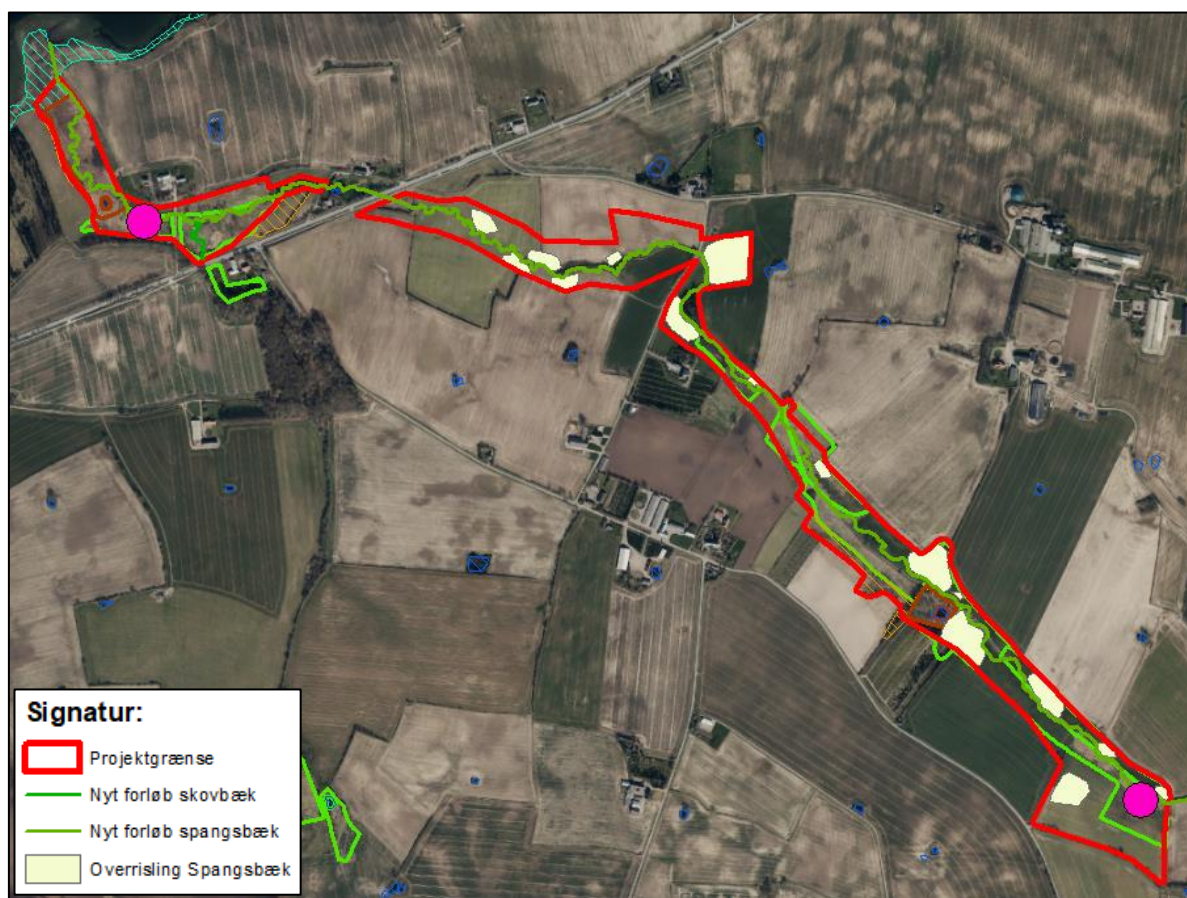 Signatur:
Projektgrænse
Nyt forløb skovbæk
Nyt forløb spangsbæk
Overrisling Spangsbæk